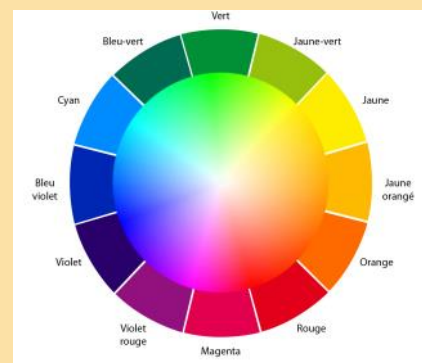 Vert
Jaune-vert
Jaune
Jaune
orangé
Orange
Rouge
Magenta
Violet
rouge
Violet
Bleu
violet
Cyan
Bleu-vert